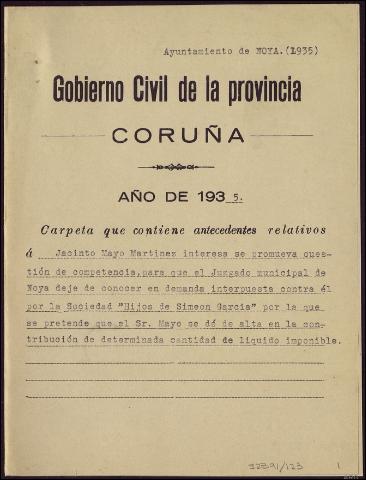 Ayuntamiento de NOYA.(1935)
Gobierno Civil de la provincia
CORUÑA
AÑO DE 1935.
Carpeta que contiene antecedentes relativos
á Jacinto Mayo Martinez interesa se promueva cues-
tión de competencia,para que el Juzgado municipal de
Noya deje de conocer en demanda interpuesta contra él
por la Sociedad "Hijos de Simeon Garcia" por la que
se pretende que el Sr. Mayo se dé de alta en la con-
tribución de determinada cantidad de liquido imponible.
32391/123
1